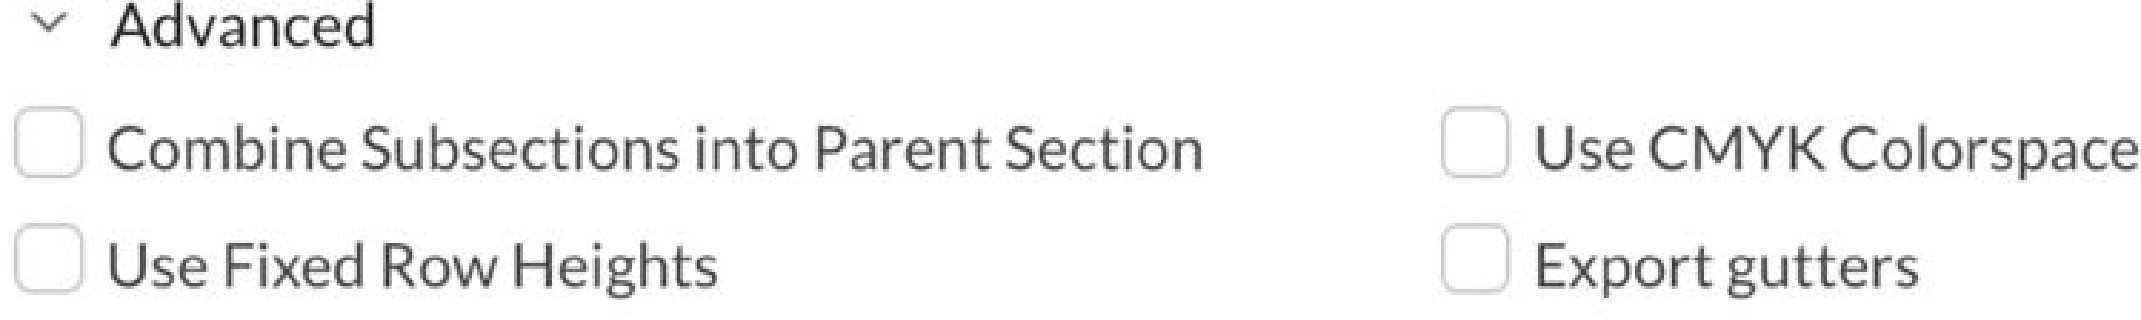 Advanced
Combine Subsections into Parent Section
Use CMYK Colorspace
Use Fixed Row Heights
Export gutters